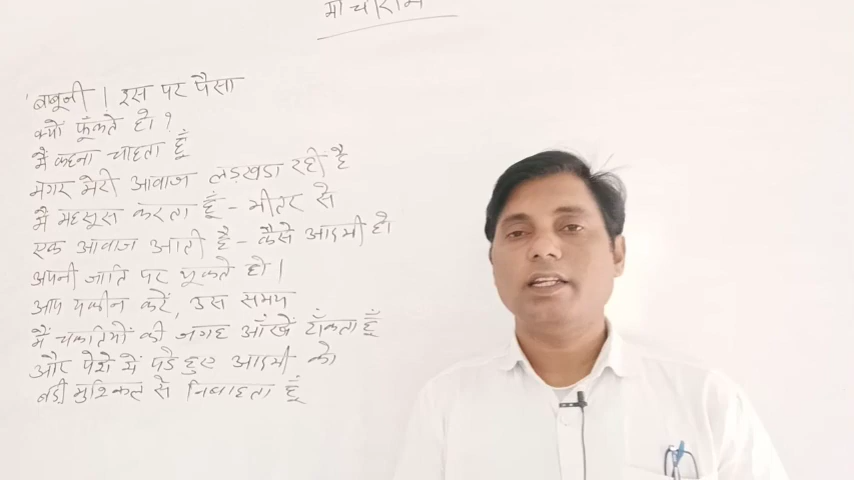 मोचीराम
'बाबूजी | इस पर पैसा
क्यों फूँकते हो ?
मैं कहना चाहता हूँ
मगर मेरी आवाज लड़खड़ा रही है
मैं महसूस करता हूँ - भीतर से
एक आवाज आती है - कैसे आदमी हो
अपनी जाति पर थूकते हो |
आप यकीन करें, उस समय
मैं चकतियों की जगह आँखें टाँकता हूँ
और पेशे में पड़े हुए आदमी को
बड़ी मुश्किल से निबाहता हूँ